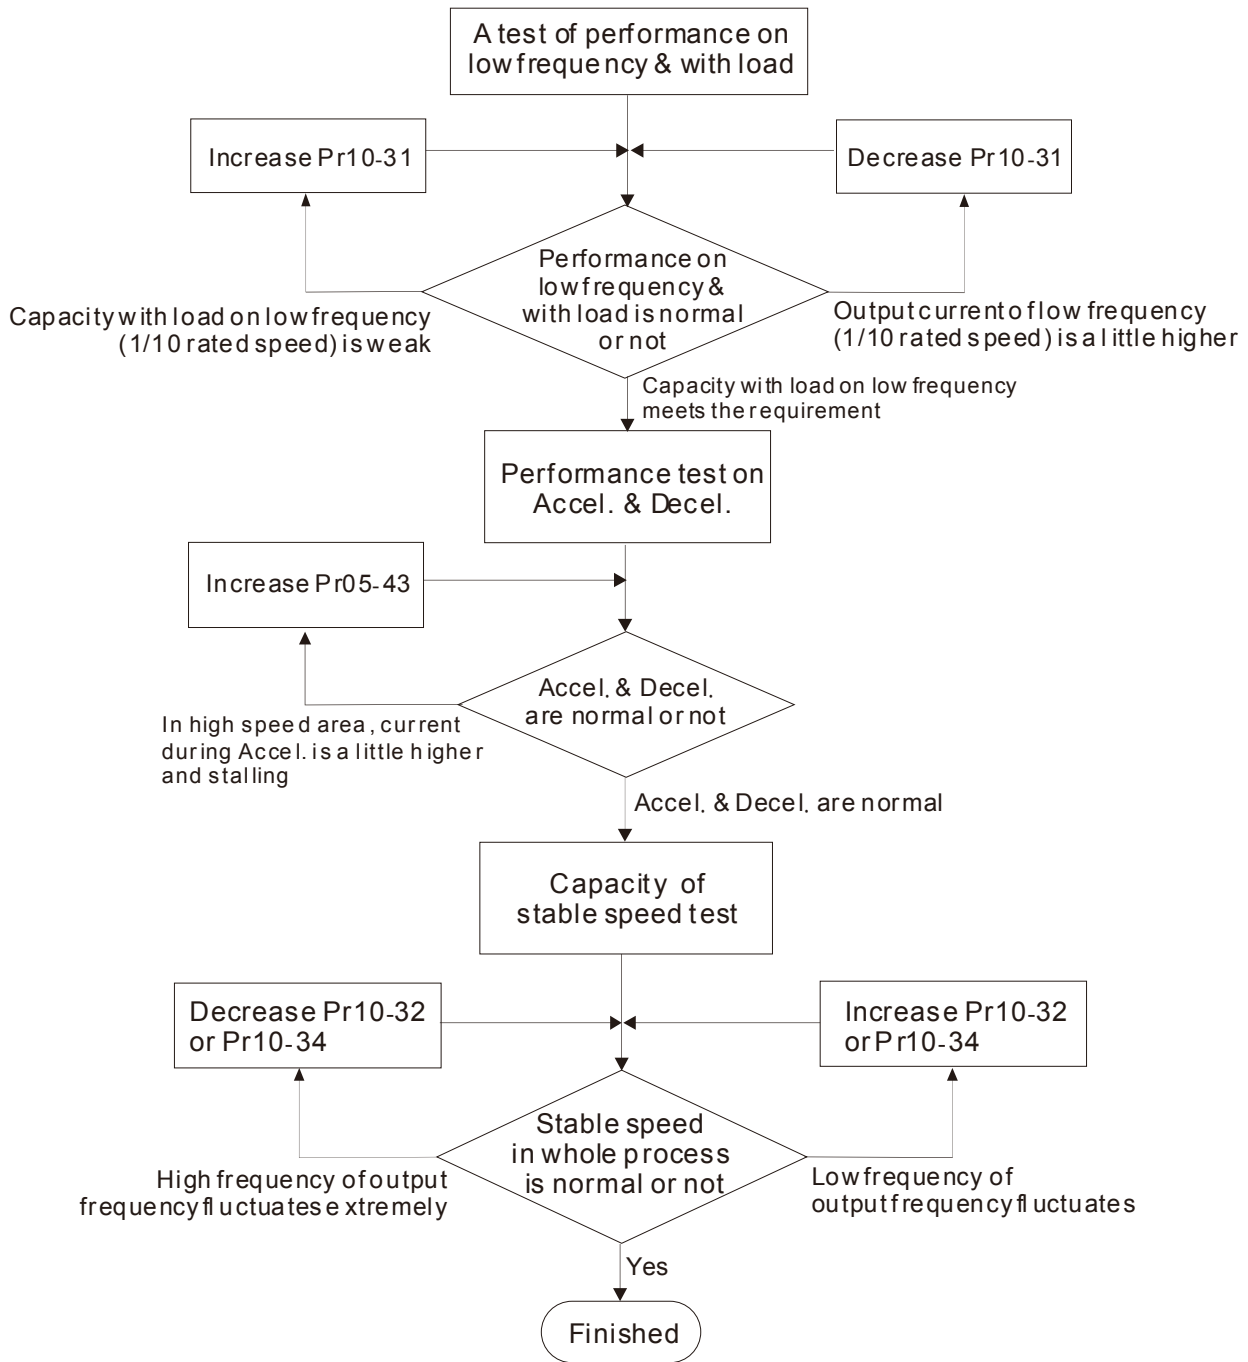 A test of performance on
low frequency & with load
Increase Pr10-31
Decrease Pr10-31
Performance on
low frequency &
with load is normal
or not
Capacity with load on low frequency
(1/10 rated speed) is weak
Output current of low frequency
(1/10 rated speed) is a little higher
Capacity with load on low frequency
meets the requirement
Performance test on
Accel. & Decel.
Increase Pr05-43
Accel. & Decel.
are normal or not
In high speed area, current
during Accel. is a little higher
and stalling
Accel. & Decel. are normal
Capacity of
stable speed test
Decrease Pr10-32
or Pr10-34
Increase Pr10-32
or Pr10-34
Stable speed
in whole process
is normal or not
High frequency of output
frequency fluctuates extremely
Low frequency of
output frequency fluctuates
Yes
Finished